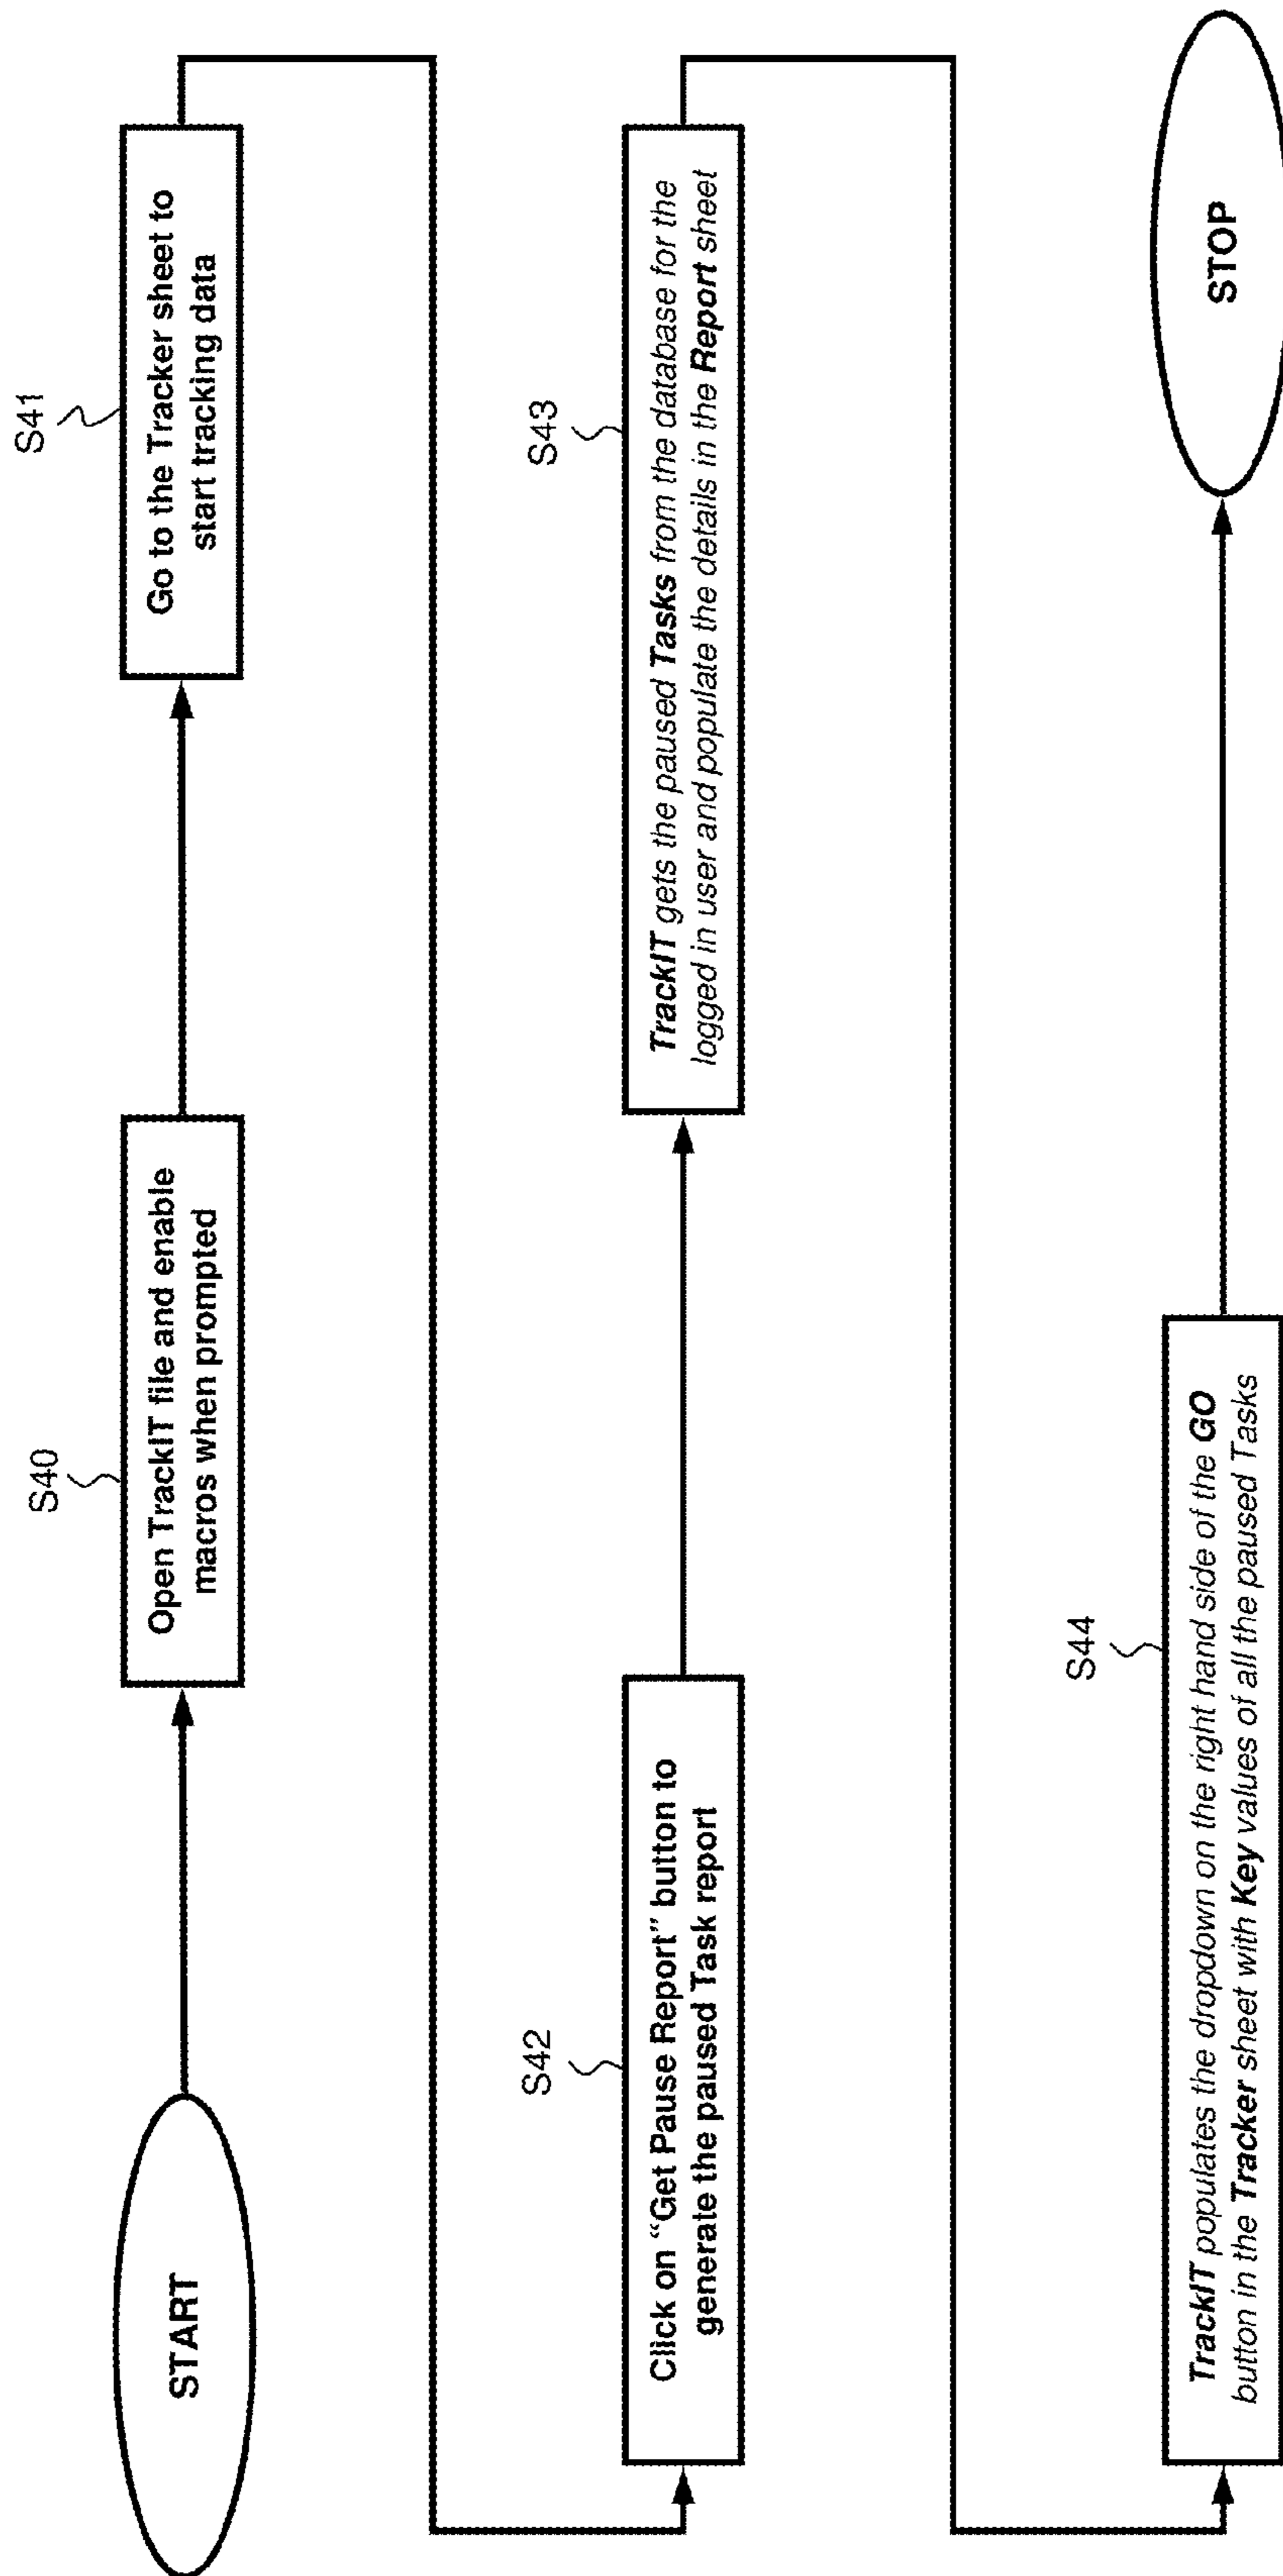 START
S40
Open TrackIT file and enable
macros when prompted
S41
Go to the Tracker sheet to
start tracking data
S42
Click on “Get Pause Report” button to
generate the paused Task report
S43
TrackIT gets the paused Tasks from the database for the
logged in user and populate the details in the Report sheet
S44
TrackIT populates the dropdown on the right hand side of the GO
button in the Tracker sheet with Key values of all the paused Tasks
STOP